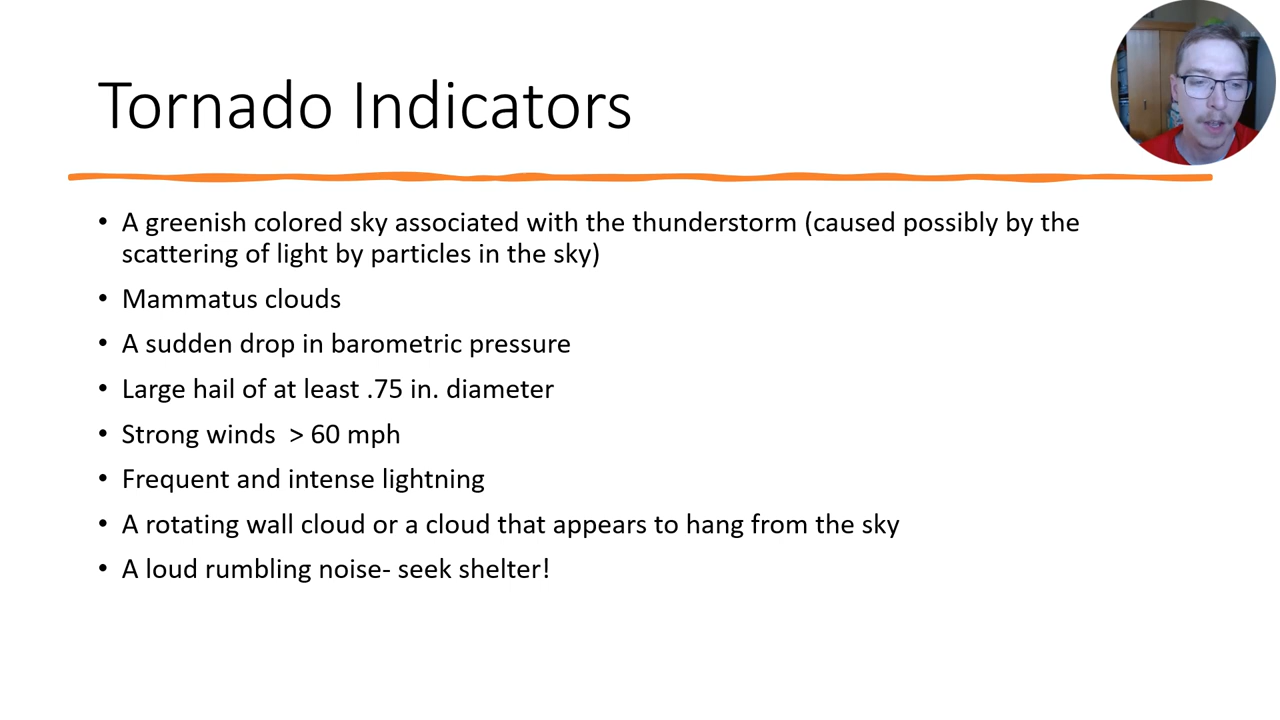 Tornado Indicators
• A greenish colored sky associated with the thunderstorm (caused possibly by the
scattering of light by particles in the sky)
• Mammatus clouds
• A sudden drop in barometric pressure
• Large hail of at least .75 in. diameter
• Strong winds  > 60 mph
• Frequent and intense lightning
• A rotating wall cloud or a cloud that appears to hang from the sky
• A loud rumbling noise- seek shelter!